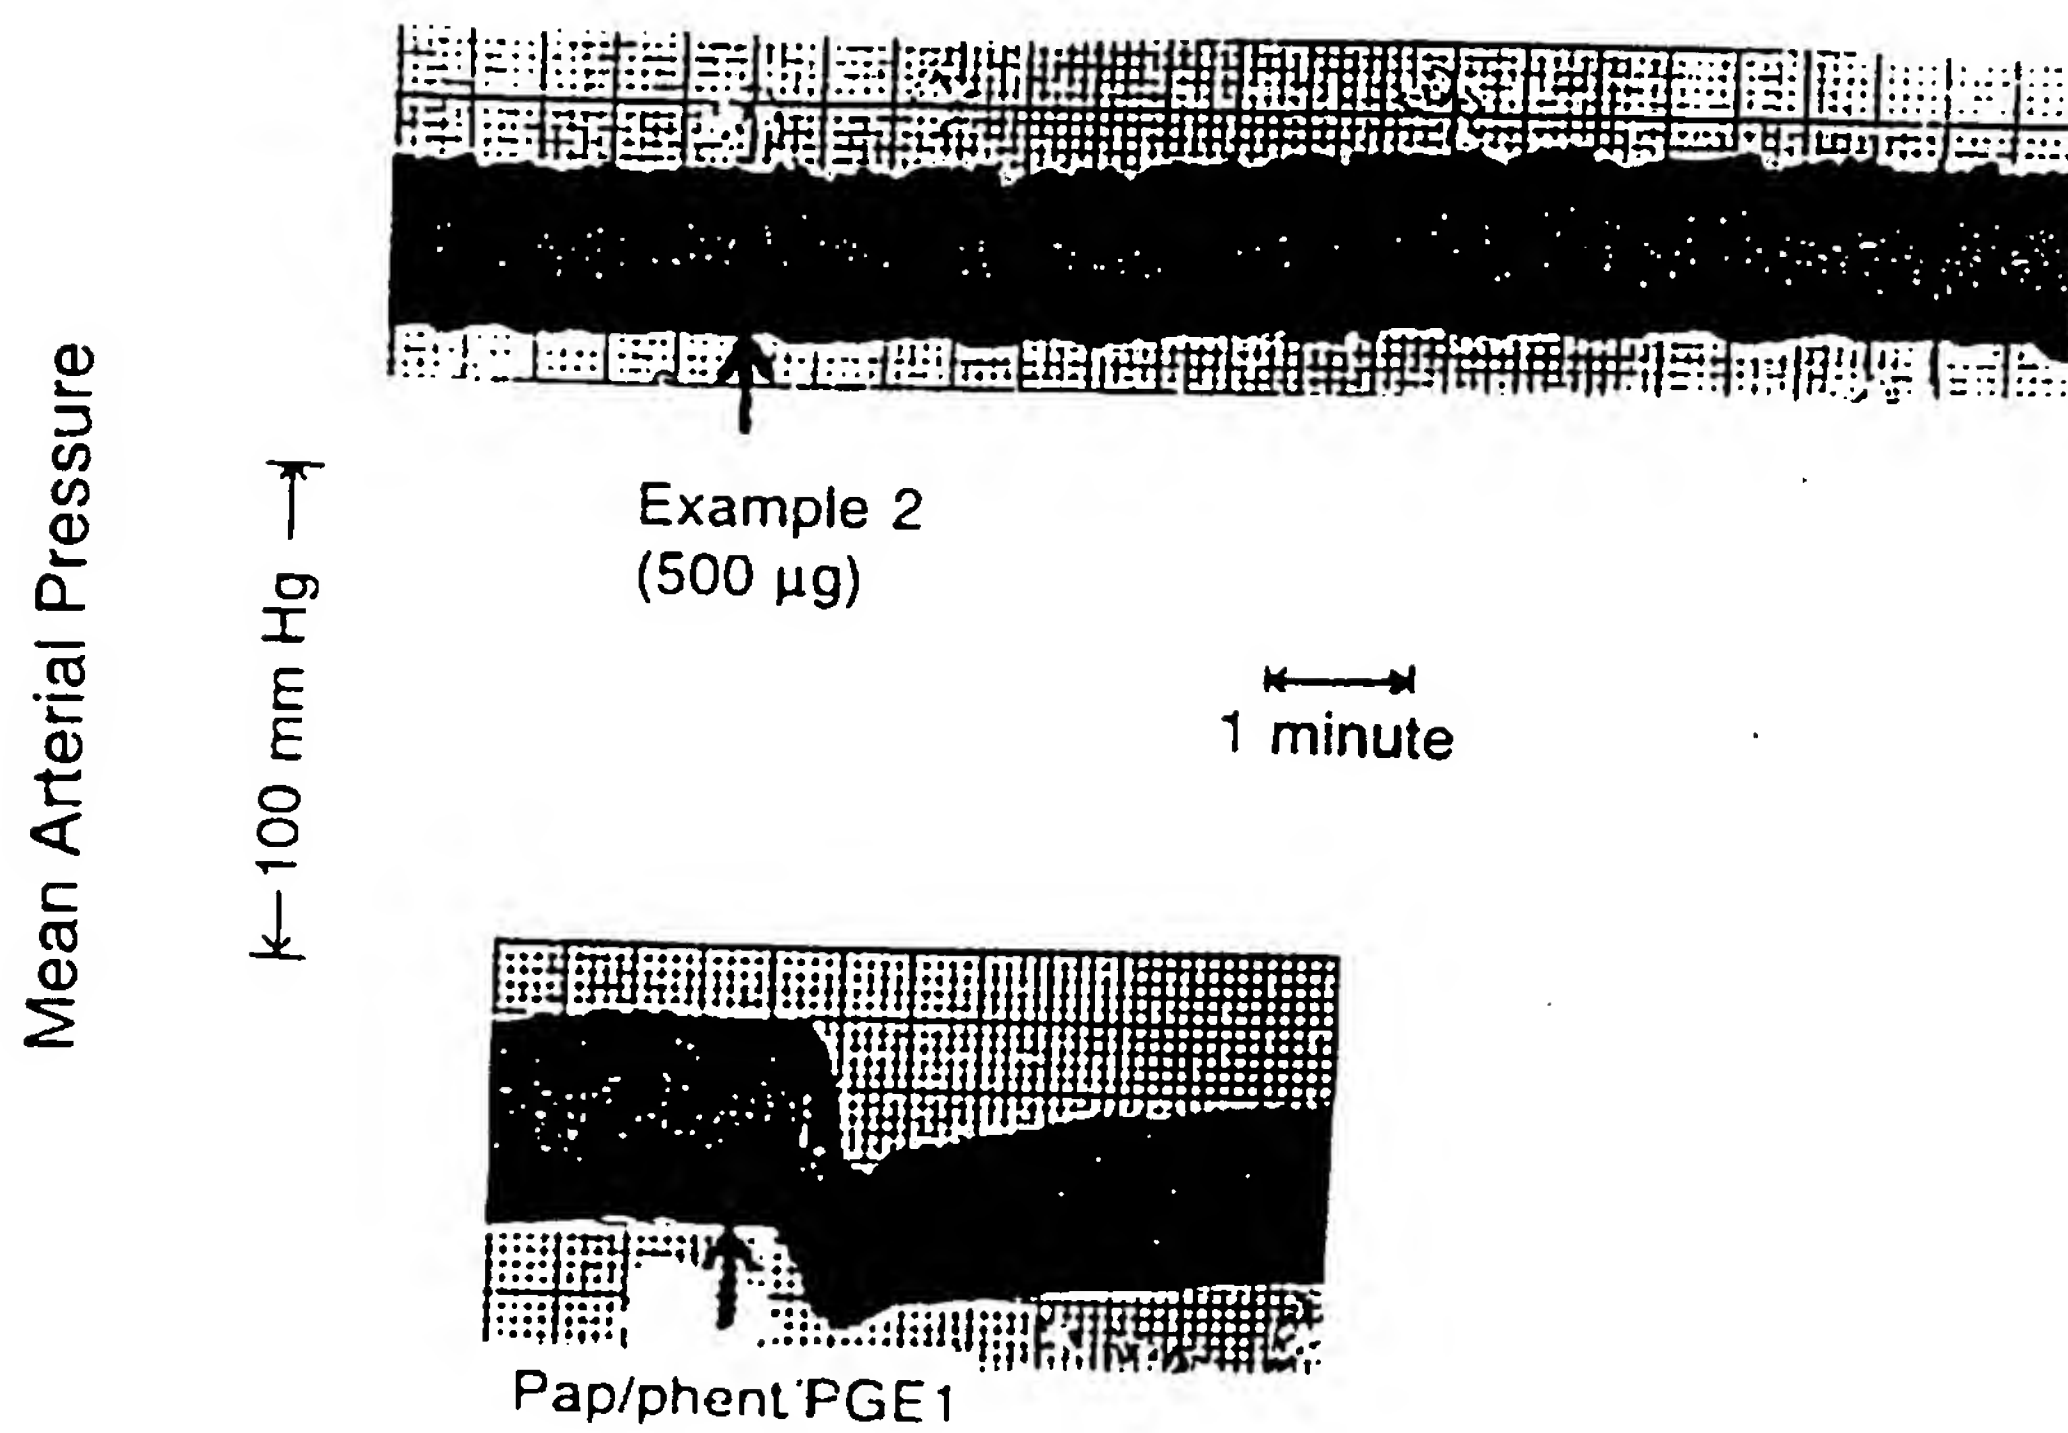 Mean Arterial Pressure
100 mm Hg
Example 2
(500 µg)
1 minute
Pap/phent PGE1